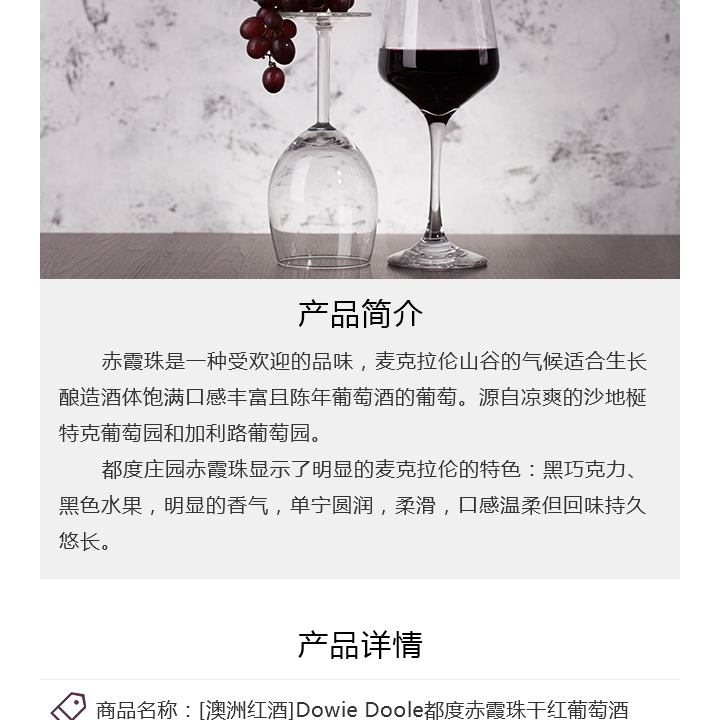 产品简介
赤霞珠是一种受欢迎的品味，麦克拉伦山谷的气候适合生长
酿造酒体饱满口感丰富且陈年葡萄酒的葡萄。源自凉爽的沙地梴
特克葡萄园和加利路葡萄园。
都度庄园赤霞珠显示了明显的麦克拉伦的特色：黑巧克力、
黑色水果，明显的香气，单宁圆润，柔滑，口感温柔但回味持久
悠长。
产品详情
商品名称：[澳洲红酒]Dowie Doole都度赤霞珠干红葡萄酒